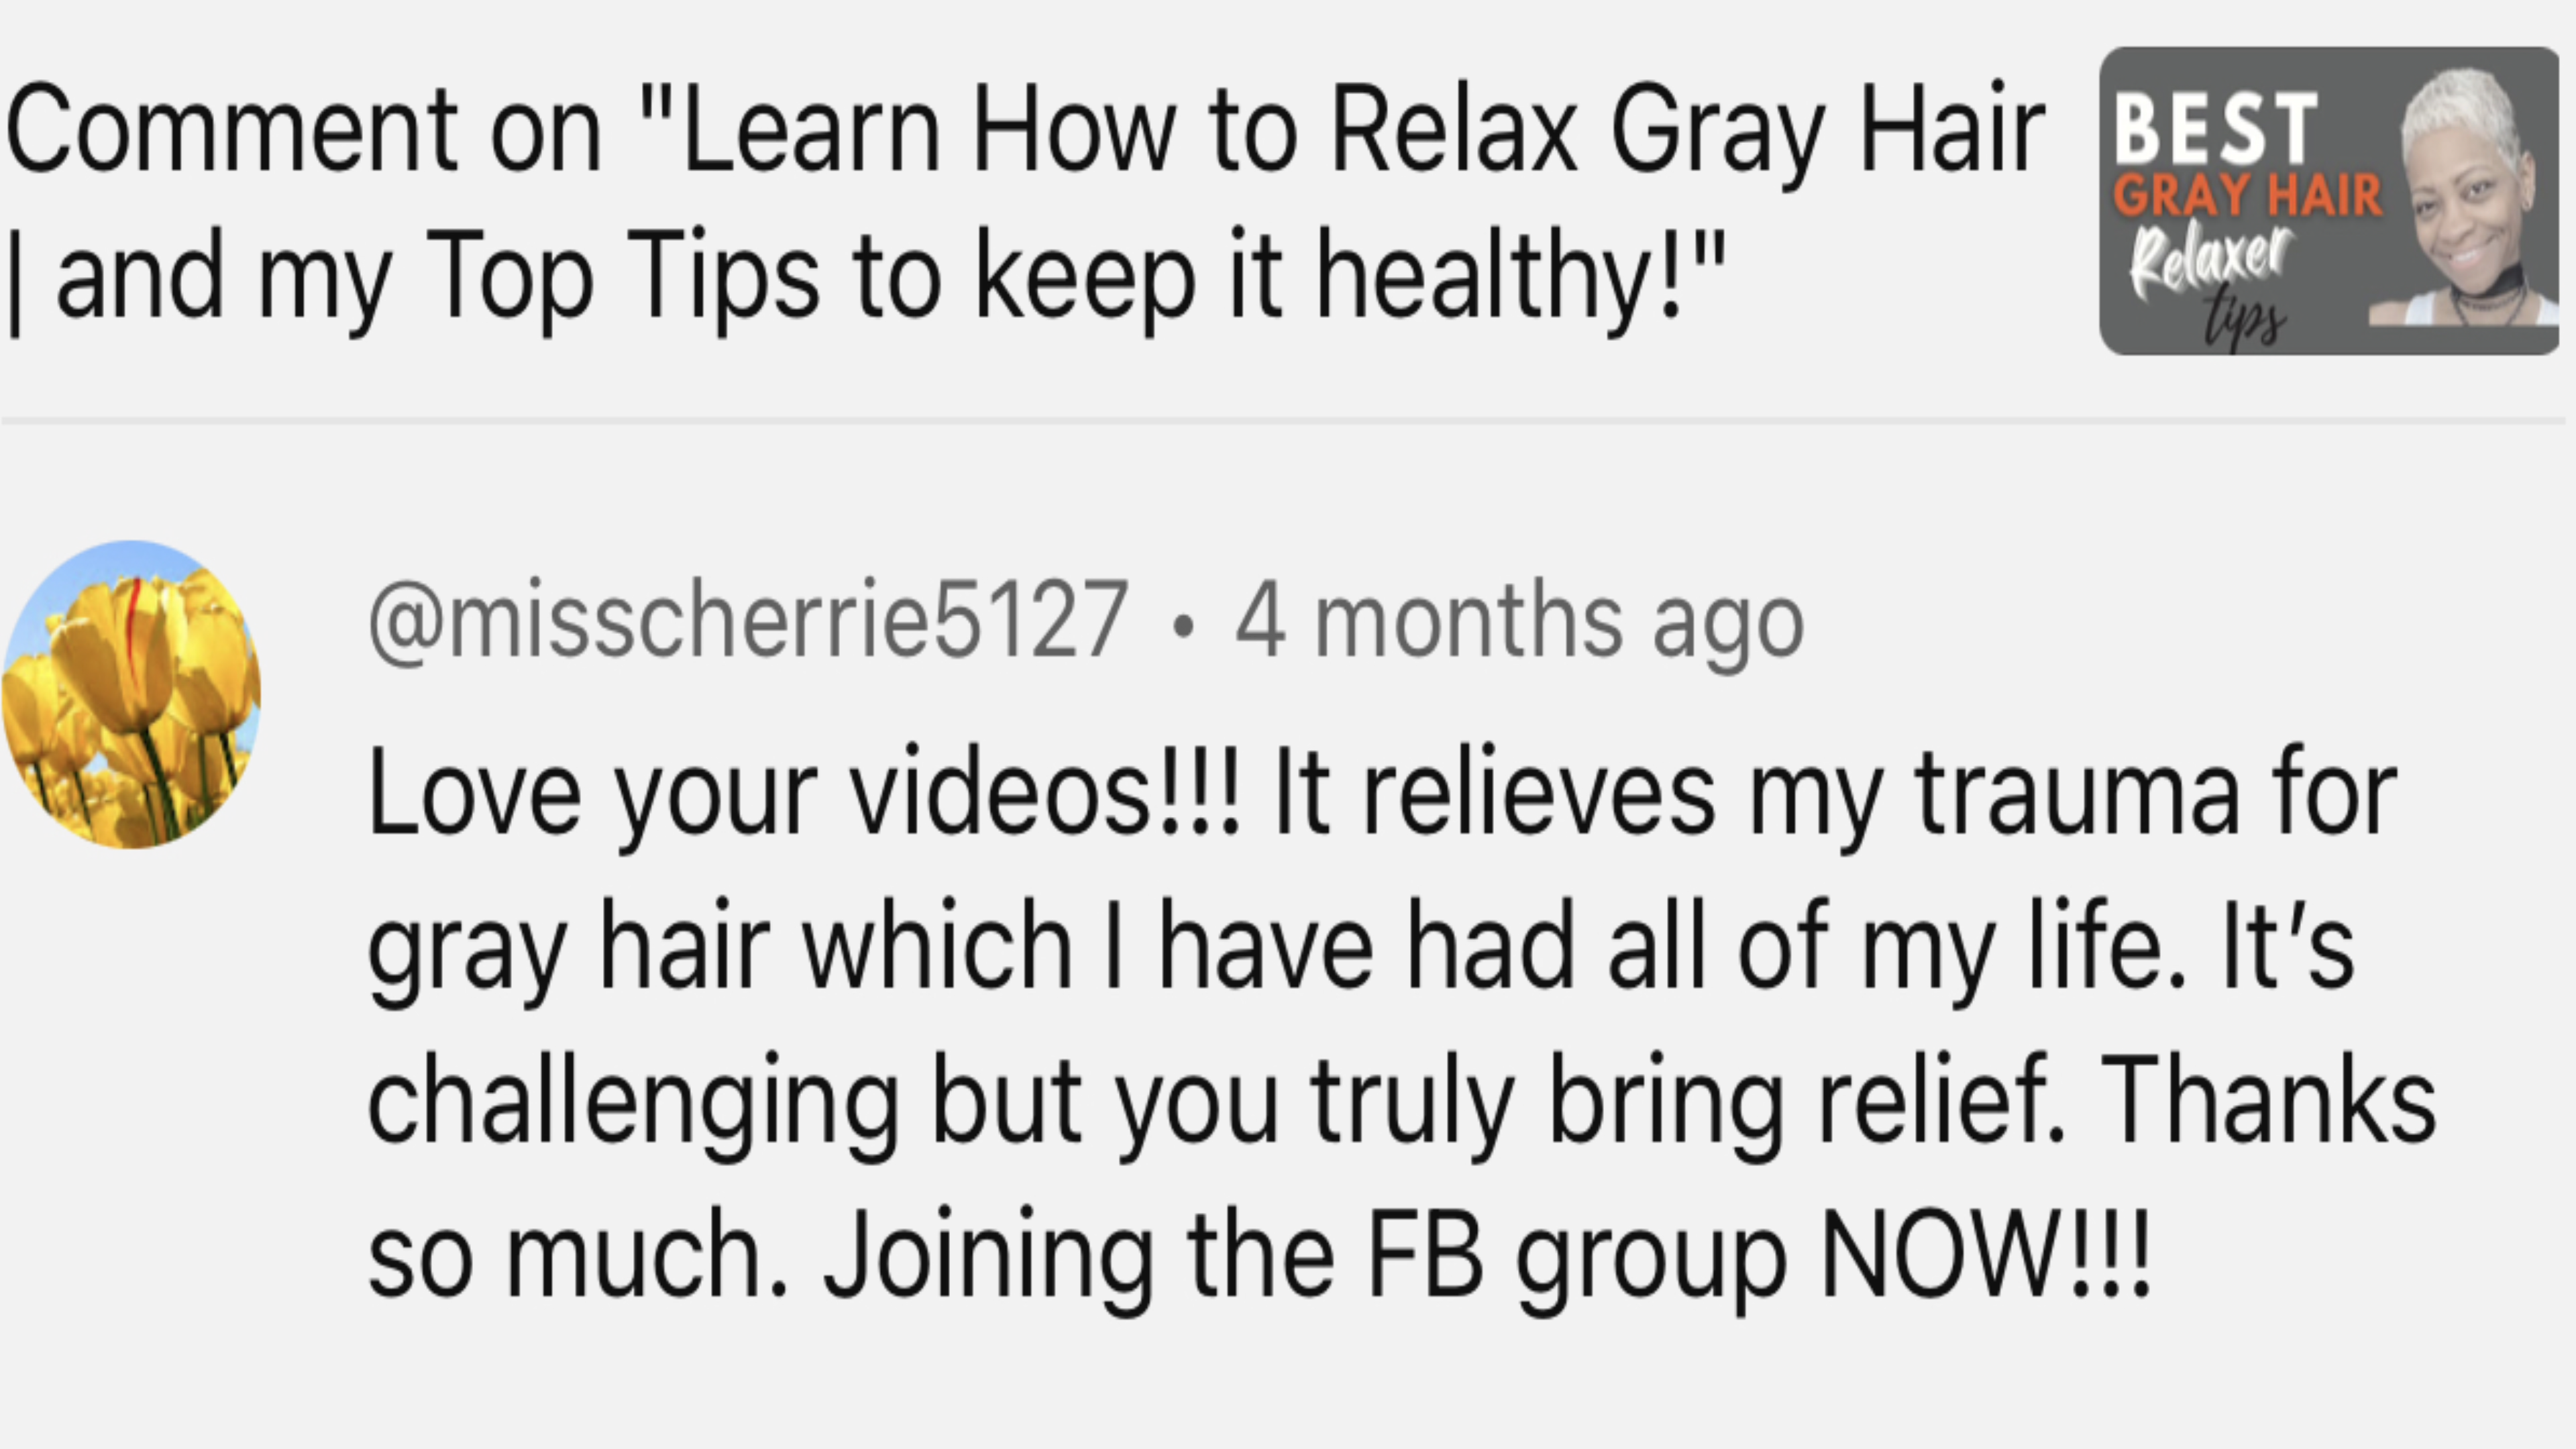 Comment on "Learn How to Relax Gray Hair
| and my Top Tips to keep it healthy!"
BEST
GRAY HAIR
Relaxer
tips
@misscherrie5127 • 4 months ago
Love your videos!!! It relieves my trauma for
gray hair which I have had all of my life. It’s
challenging but you truly bring relief. Thanks
so much. Joining the FB group NOW!!!